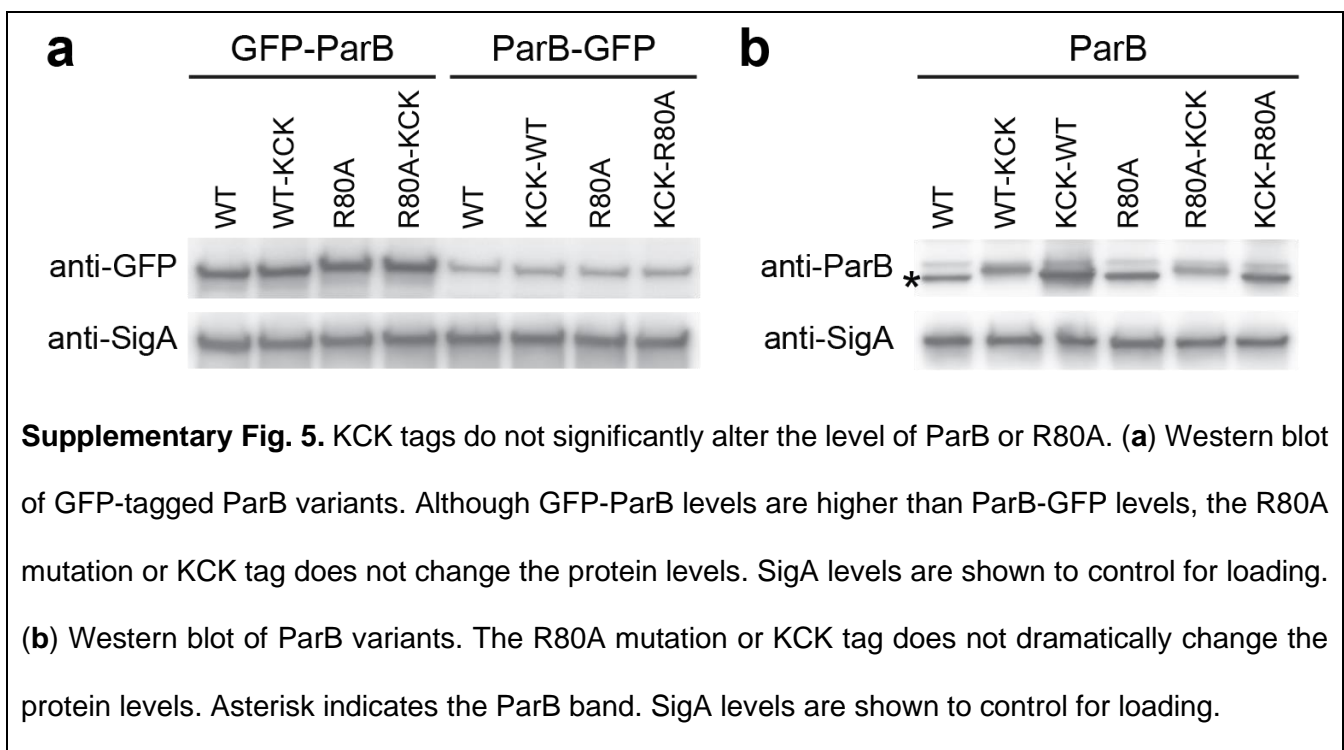 a
GFP-ParB ParB-GFP
WT WT-KCK R80A R80A-KCK WT KCK-WT R80A KCK-R80A
anti-GFP
anti-SigA
b
ParB
WT WT-KCK KCK-WT R80A R80A-KCK KCK-R80A
anti-ParB
*
anti-SigA
Supplementary Fig. 5. KCK tags do not significantly alter the level of ParB or R80A. (a) Western blot
of GFP-tagged ParB variants. Although GFP-ParB levels are higher than ParB-GFP levels, the R80A
mutation or KCK tag does not change the protein levels. SigA levels are shown to control for loading.
(b) Western blot of ParB variants. The R80A mutation or KCK tag does not dramatically change the
protein levels. Asterisk indicates the ParB band. SigA levels are shown to control for loading.